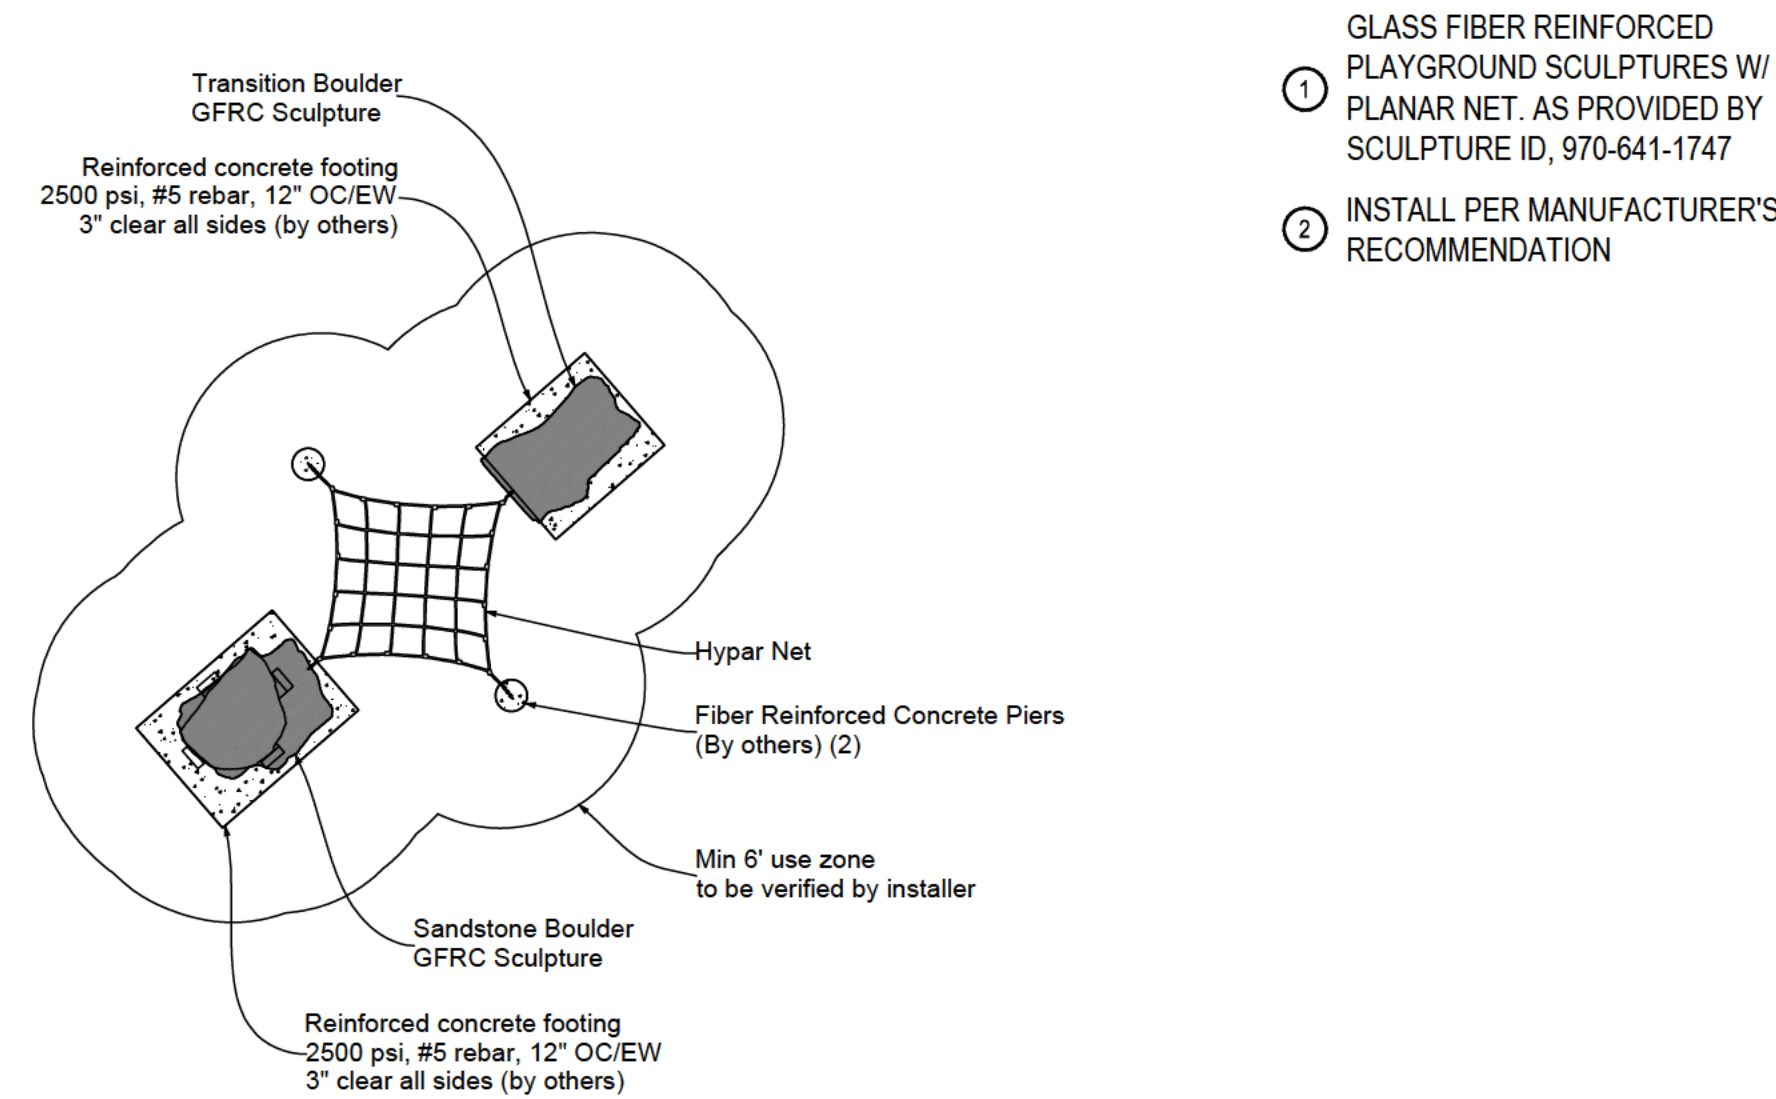 Transition Boulder
GFRC Sculpture
Reinforced concrete footing
2500 psi, #5 rebar, 12" OC/EW
3" clear all sides (by others)
Hypar Net
Fiber Reinforced Concrete Piers
(By others) (2)
Min 6' use zone
to be verified by installer
Sandstone Boulder
GFRC Sculpture
Reinforced concrete footing
2500 psi, #5 rebar, 12" OC/EW
3" clear all sides (by others)
1
GLASS FIBER REINFORCED
PLAYGROUND SCULPTURES W/
PLANAR NET. AS PROVIDED BY
SCULPTURE ID, 970-641-1747
2
INSTALL PER MANUFACTURER'S
RECOMMENDATION